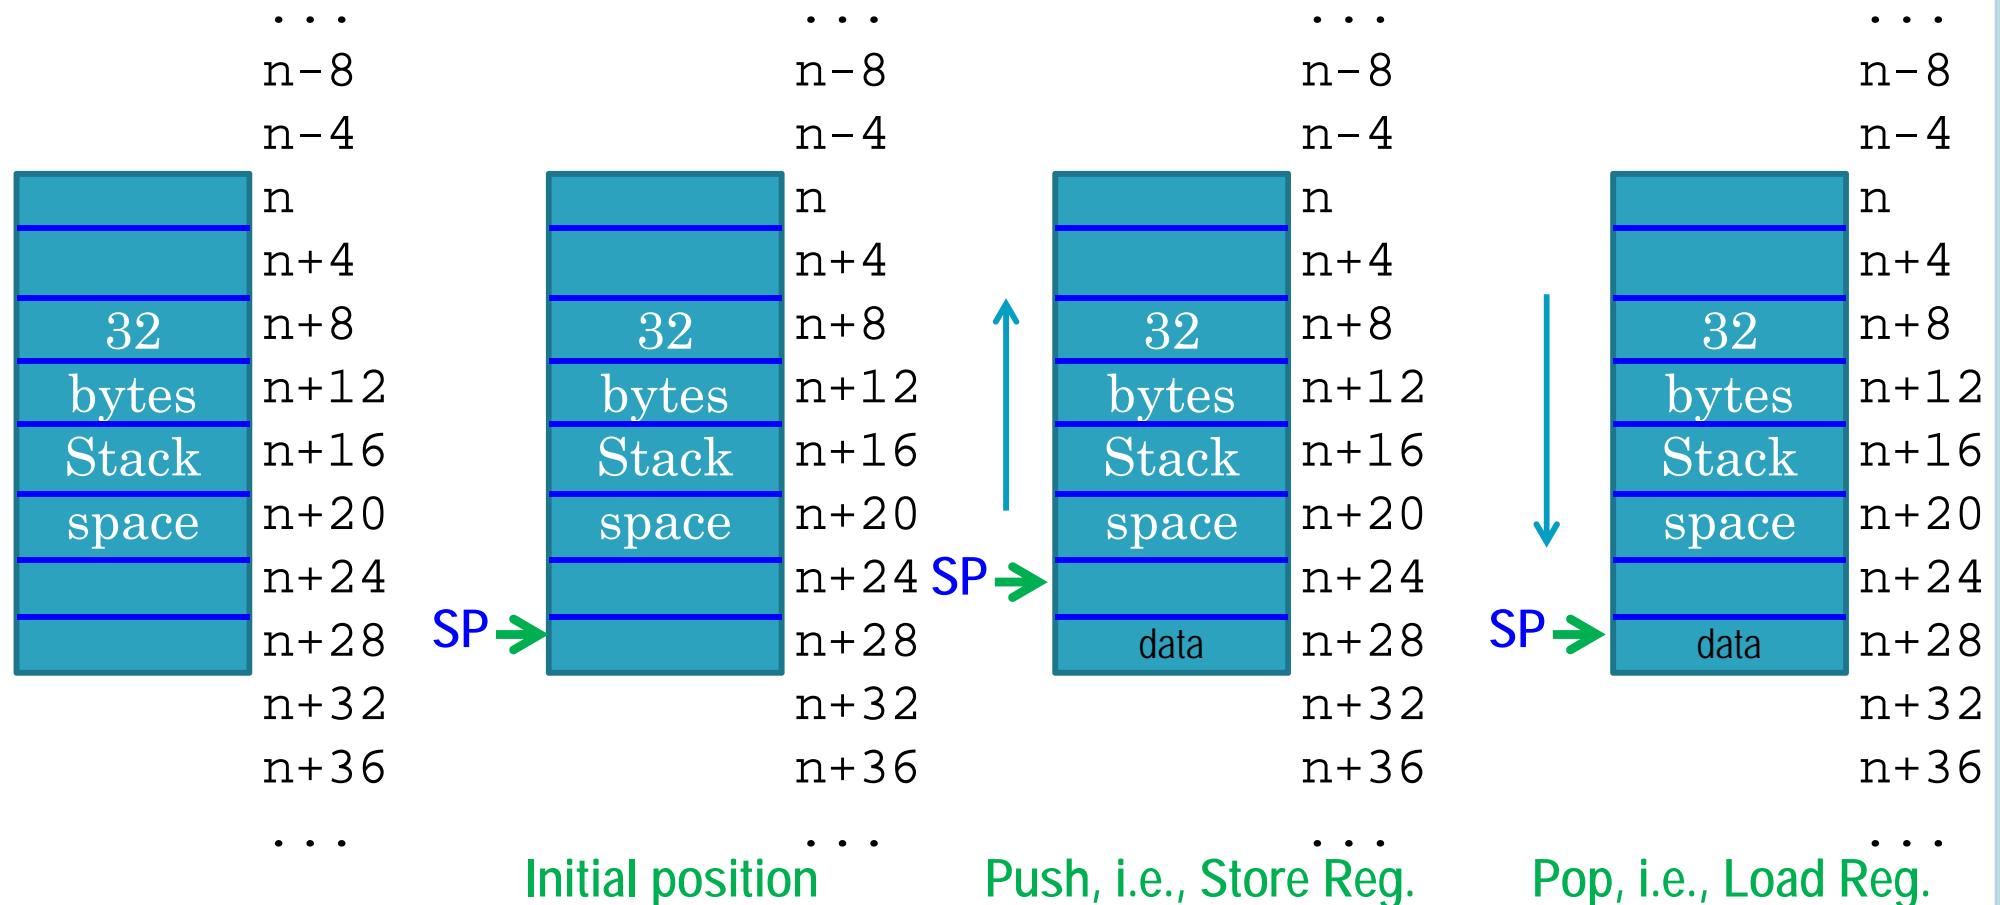 ... ... ... ...
n-8 n-8 n-8 n-8
n-4 n-4 n-4 n-4
n n n n
n+4 n+4 n+4 n+4
32 n+8 32 n+8 32 n+8 32 n+8
bytes n+12 bytes n+12 bytes n+12 bytes n+12
Stack n+16 Stack n+16 Stack n+16 Stack n+16
space n+20 space n+20 space n+20 space n+20
n+24 n+24 SP n+24 n+24
n+28 SP n+28 data n+28 SP data n+28
n+32 n+32 n+32 n+32
n+36 n+36 n+36 n+36
... ... ... ...
Initial position Push, i.e., Store Reg. Pop, i.e., Load Reg.